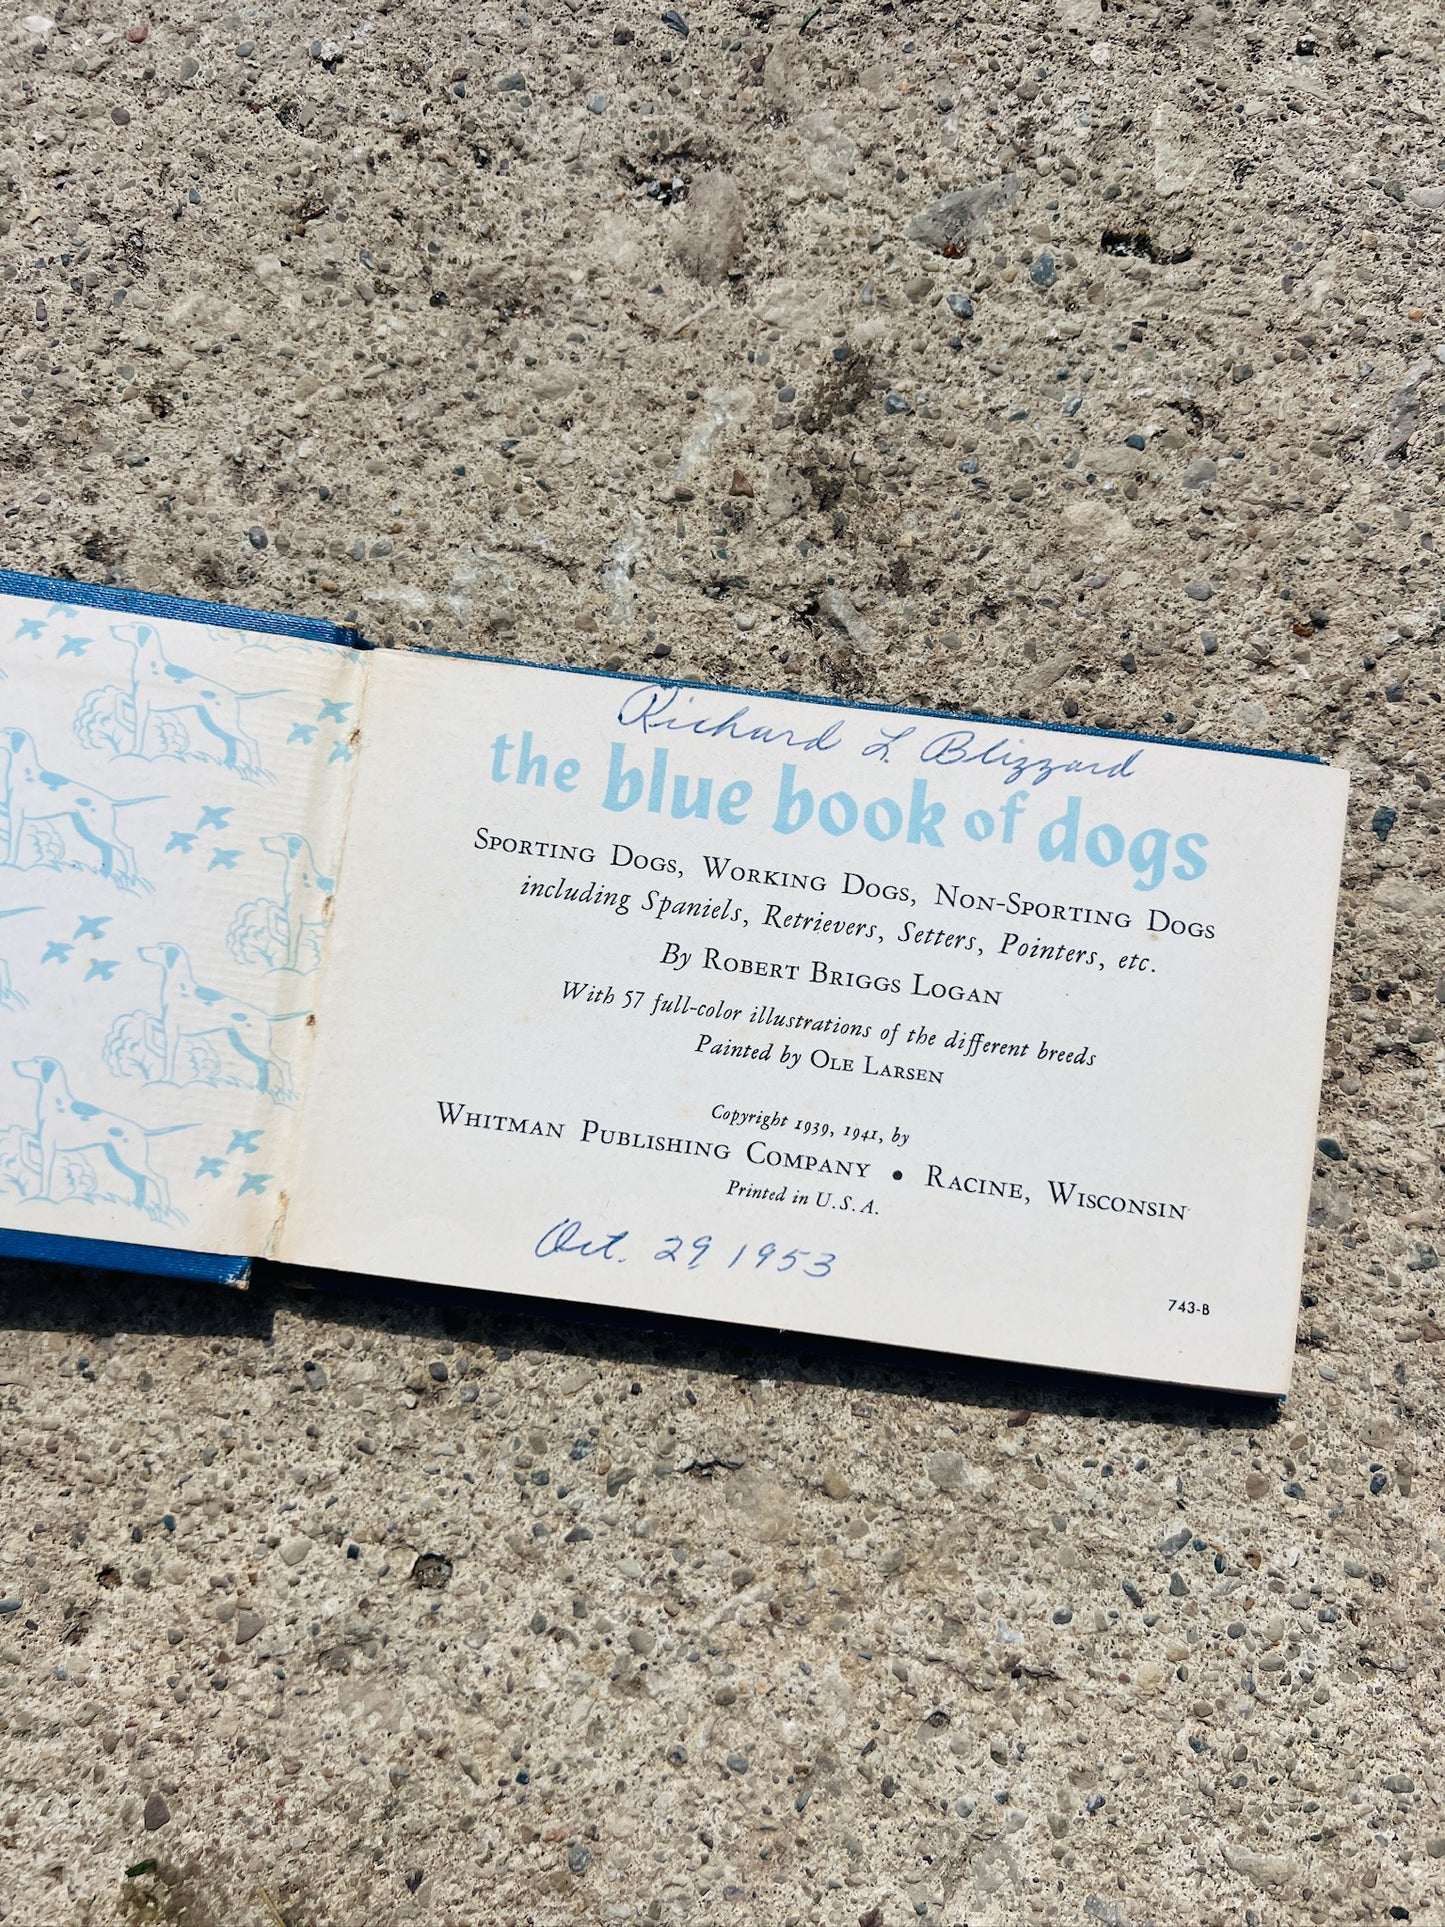 Richard L. Blizzard
the blue book of dogs
Sporting Dogs, Working Dogs, Non-Sporting Dogs
including Spaniels, Retrievers, Setters, Pointers, etc.
By Robert Briggs Logan
With 57 full-color illustrations of the different breeds
Painted by Ole Larsen
Copyright 1939, 1941, by
Whitman Publishing Company • Racine, Wisconsin
Printed in U.S.A.
Oct. 29 1953
743-B